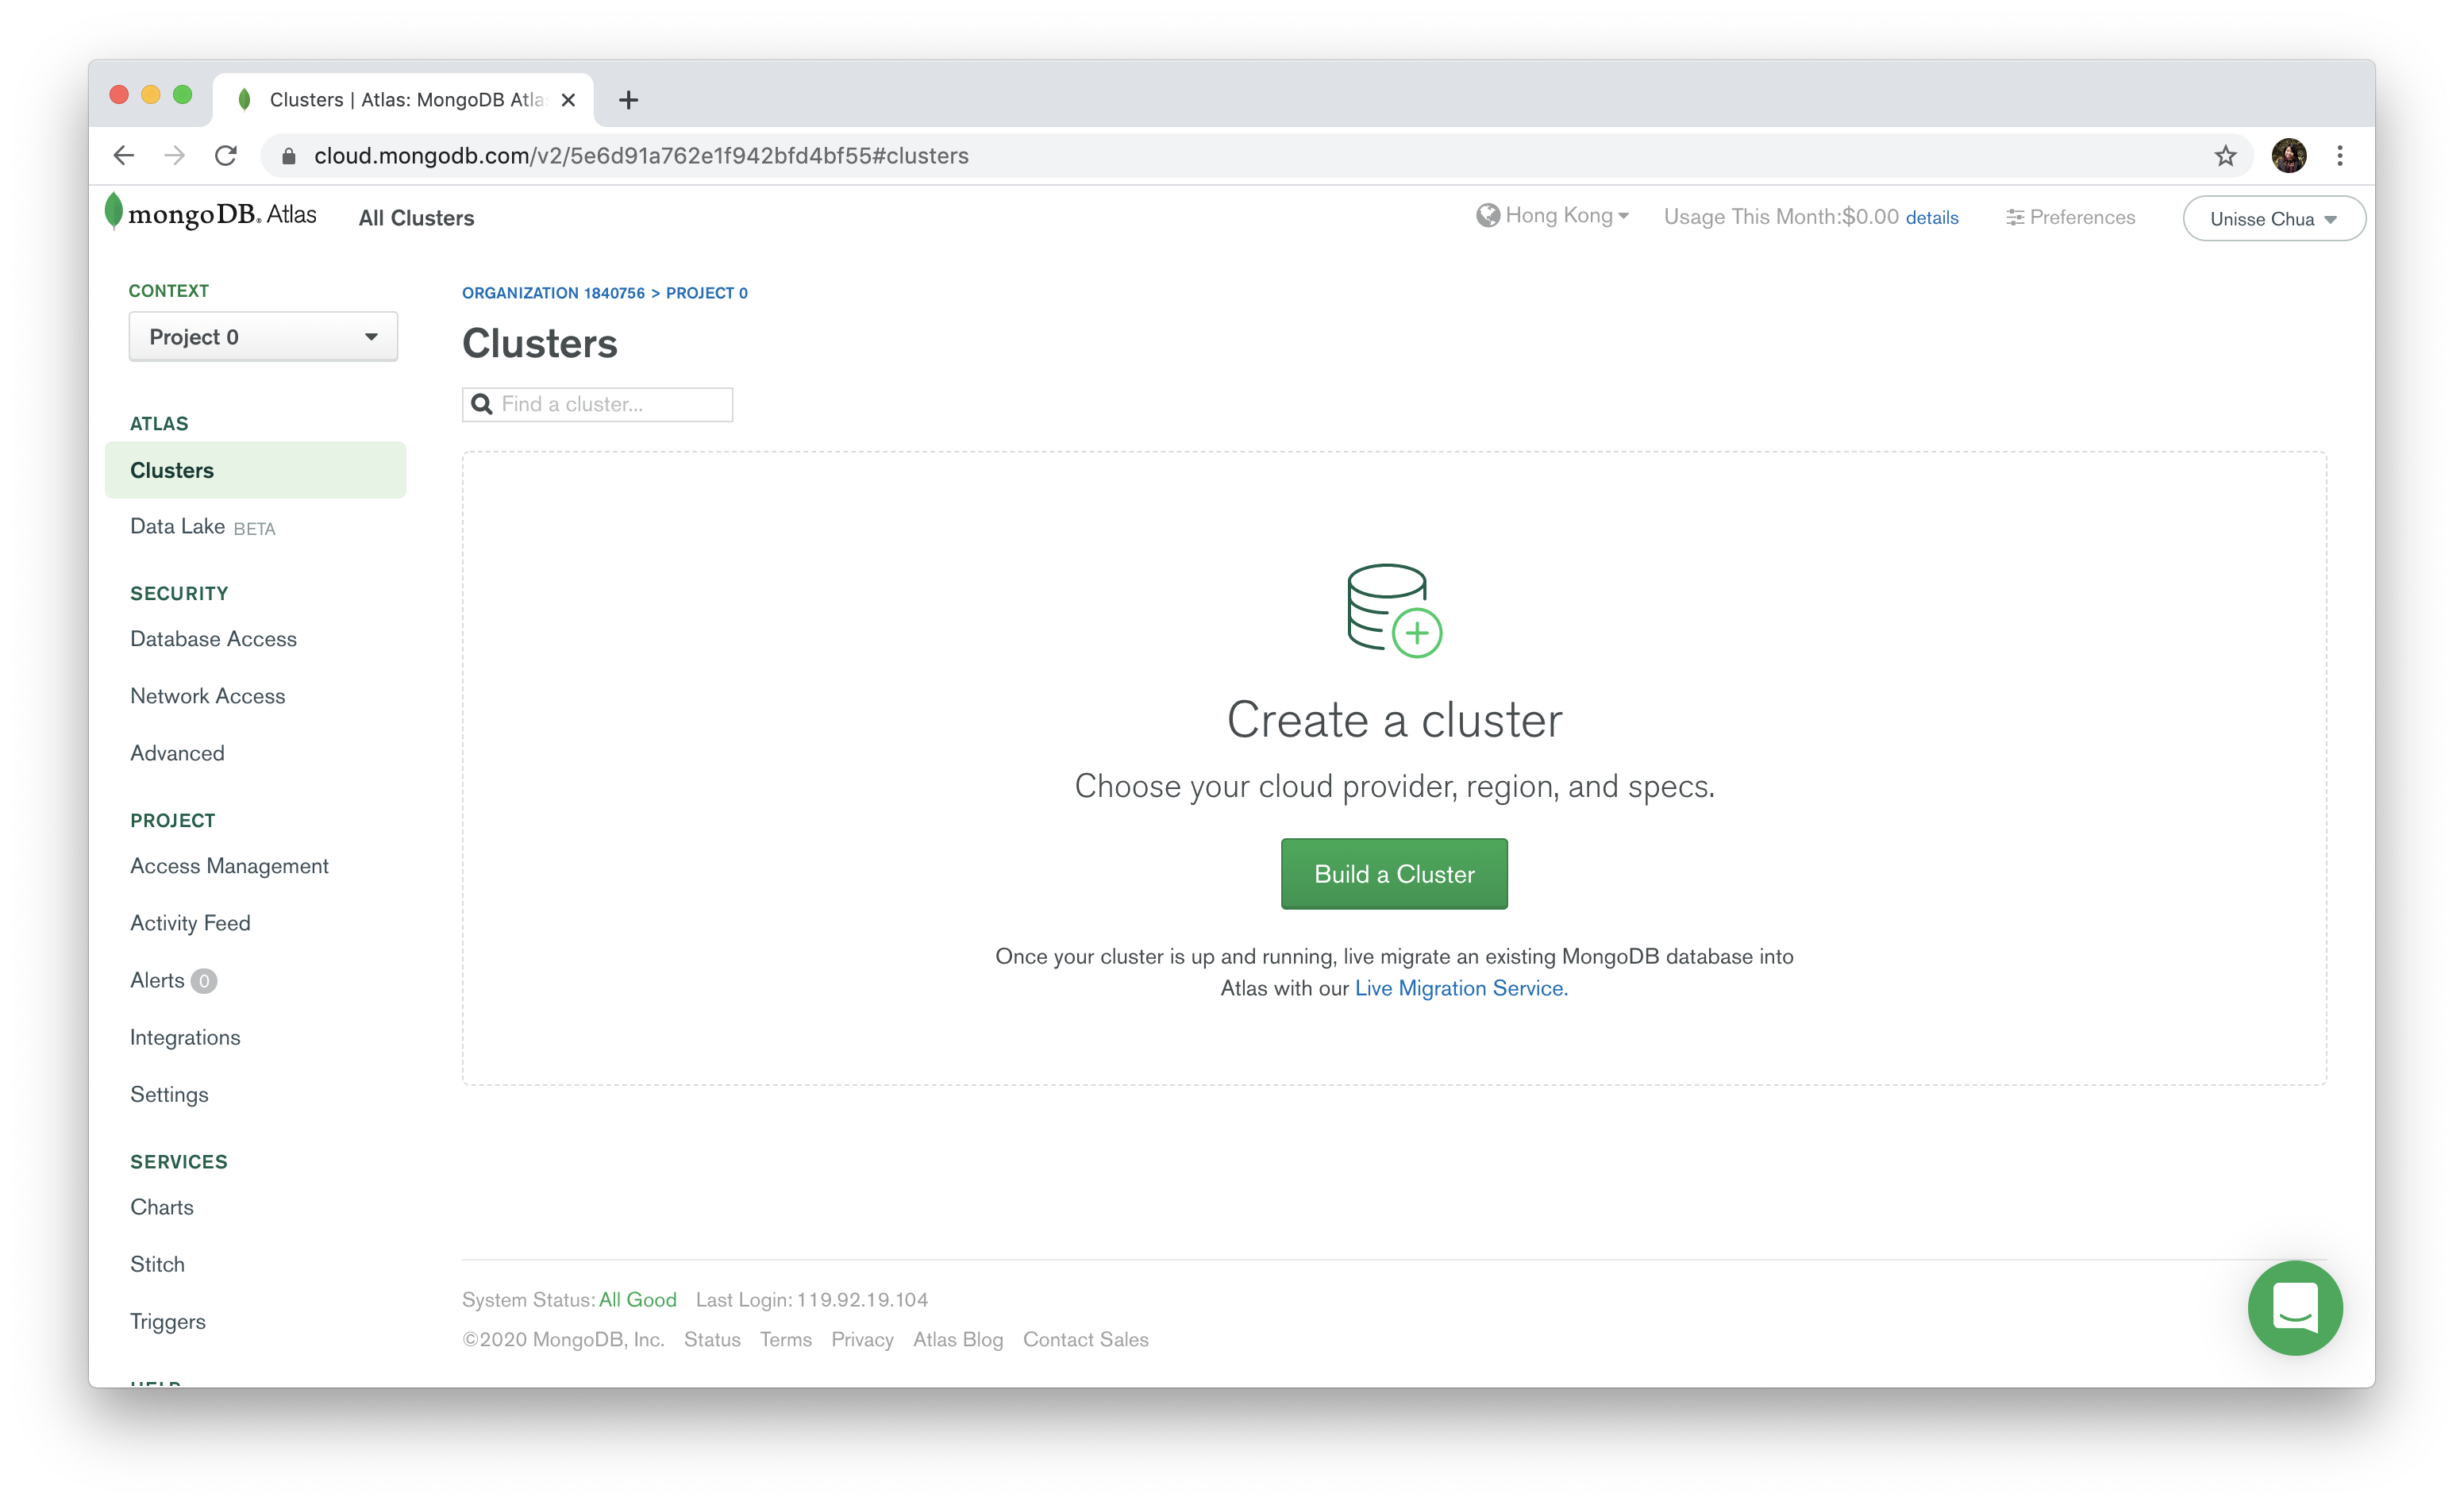 Clusters | Atlas: MongoDB Atla
cloud.mongodb.com/v2/5e6d91a762e1f942bfd4bf55#clusters
mongoDB. Atlas
All Clusters
Hong Kong
Usage This Month:$0.00 details
Preferences
Unisse Chua
CONTEXT
Project 0
ATLAS
Clusters
Data Lake BETA
SECURITY
Database Access
Network Access
Advanced
PROJECT
Access Management
Activity Feed
Alerts 0
Integrations
Settings
SERVICES
Charts
Stitch
Triggers
HELP
ORGANIZATION 1840756 > PROJECT 0
Clusters
Find a cluster...
Create a cluster
Choose your cloud provider, region, and specs.
Build a Cluster
Once your cluster is up and running, live migrate an existing MongoDB database into
Atlas with our Live Migration Service.
System Status: All Good Last Login: 119.92.19.104
©2020 MongoDB, Inc. Status Terms Privacy Atlas Blog Contact Sales